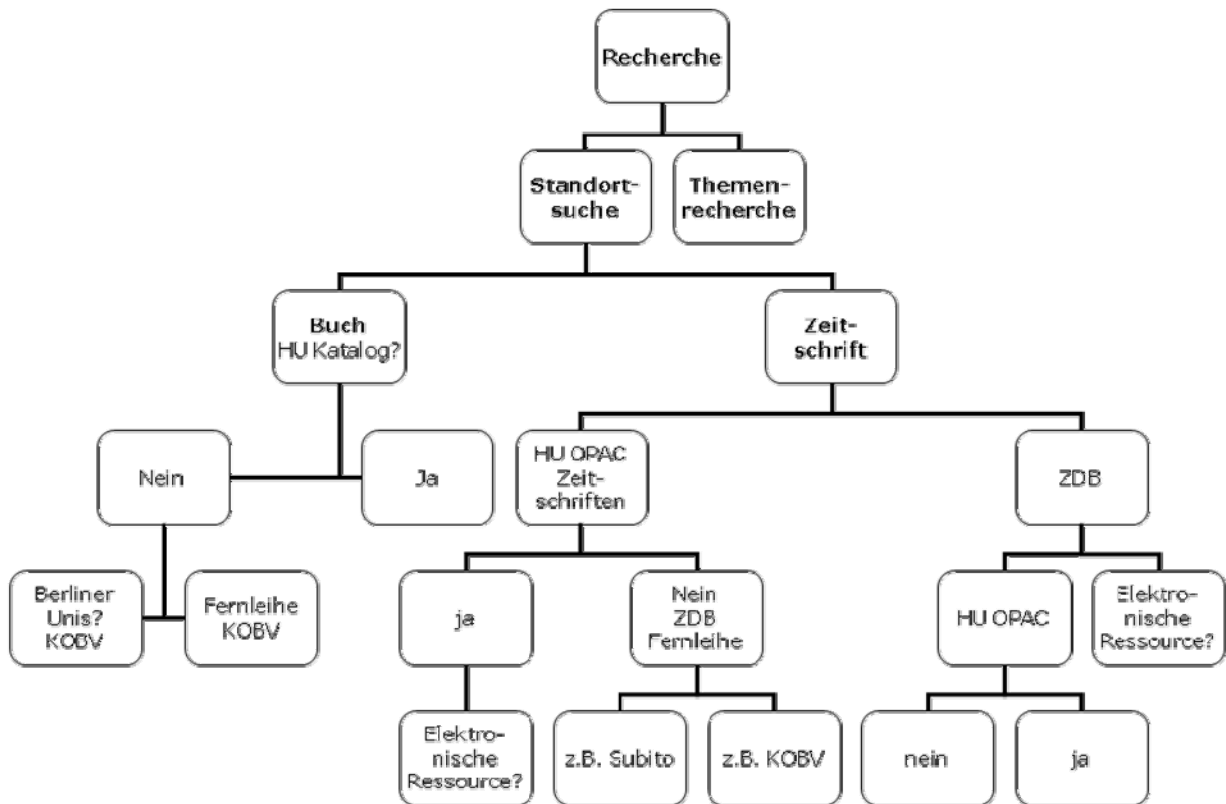 Recherche
Standort-
suche
Themen-
recherche
Buch
HU Katalog?
Zeit-
schrift
Nein
Ja
HU OPAC
Zeit-
schriften
ZDB
Berliner
Unis?
KOBV
Fernleihe
KOBV
ja
Nein
ZDB
Fernleihe
HU OPAC
Elektro-
nische
Ressource?
Elektro-
nische
Ressource?
z.B. Subito
z.B. KOBV
nein
ja